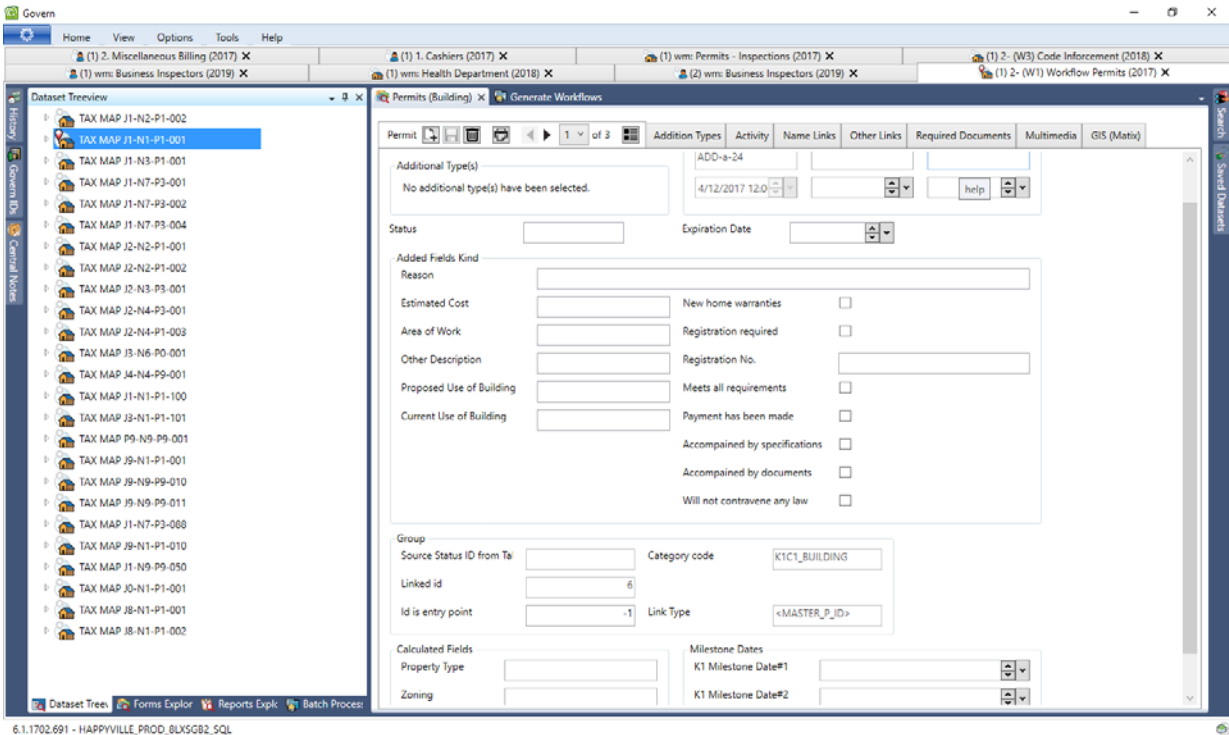 Govern
Home View Options Tools Help
(1) 2. Miscellaneous Billing (2017) X (1) 1. Cashiers (2017) X (1) wm: Permits - Inspections (2017) X (1) 2- (W3) Code Inforcement (2018) X
(1) wm: Business Inspectors (2019) X (1) wm: Health Department (2018) X (2) wm: Business Inspectors (2019) X (1) 2- (W1) Workflow Permits (2017) X
History
Govern IDs
Central Notes
Dataset Treeview
TAX MAP J1-N2-P1-002
TAX MAP J1-N1-P1-001
TAX MAP J1-N3-P1-001
TAX MAP J1-N7-P3-001
TAX MAP J1-N7-P3-002
TAX MAP J1-N7-P3-004
TAX MAP J2-N2-P1-001
TAX MAP J2-N2-P1-002
TAX MAP J2-N3-P3-001
TAX MAP J2-N4-P3-001
TAX MAP J2-N4-P1-003
TAX MAP J3-N6-P0-001
TAX MAP J4-N4-P9-001
TAX MAP J1-N1-P1-100
TAX MAP J3-N1-P1-101
TAX MAP P9-N9-P9-001
TAX MAP J9-N1-P1-001
TAX MAP J9-N9-P9-010
TAX MAP J9-N9-P9-011
TAX MAP J1-N7-P3-088
TAX MAP J9-N1-P1-010
TAX MAP J1-N9-P9-050
TAX MAP J0-N1-P1-001
TAX MAP J8-N1-P1-001
TAX MAP J8-N1-P1-002
Dataset Treev Forms Explor Reports Explc Batch Process
Permits (Building) X Generate Workflows
Permit 1 of 3 Addition Types Activity Name Links Other Links Required Documents Multimedia GIS (Matix)
Additional Type(s)
No additional type(s) have been selected.
ADD-a-24
4/12/2017 12:0 help
Status Expiration Date
Added Fields Kind
Reason
Estimated Cost New home warranties
Area of Work Registration required
Other Description Registration No.
Proposed Use of Building Meets all requirements
Current Use of Building Payment has been made
Accompained by specifications
Accompained by documents
Will not contravene any law
Group
Source Status ID from Tal Category code K1C1_BUILDING
Linked id 6
Id is entry point -1 Link Type <MASTER_P_ID>
Calculated Fields Milestone Dates
Property Type K1 Milestone Date#1
Zoning K1 Milestone Date#2
Search
Saved Datasets
6.1.1702.691 - HAPPYVILLE_PROD_8LXSGB2_SQL